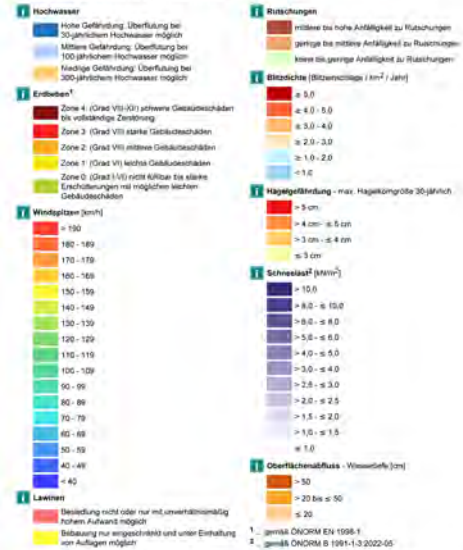 Hochwasser
Hohe Gefährdung: Überflutung bei
30-jährlichem Hochwasser möglich
Mittlere Gefährdung: Überflutung bei
100-jährlichem Hochwasser möglich
Niedrige Gefährdung: Überflutung bei
300-jährlichem Hochwasser möglich
Erdbeben¹
Zone 4: (Grad VIII-XII) schwere Gebäudeschäden
bis vollständige Zerstörung
Zone 3: (Grad VII) starke Gebäudeschäden
Zone 2: (Grad VII) mittlere Gebäudeschäden
Zone 1: (Grad VI) leichte Gebäudeschäden
Zone 0: (Grad I-VI) nicht fühlbar bis starke
Erschütterungen mit möglichen leichten
Gebäudeschäden
Windspitzen [km/h]
> 190
180 - 189
170 - 179
160 - 169
150 - 159
140 - 149
130 - 139
120 - 129
110 - 119
100 - 109
90 - 99
80 - 89
70 - 79
60 - 69
50 - 59
40 - 49
< 40
Lawinen
Besiedlung nicht oder nur mit unverhältnismäßig
hohem Aufwand möglich
Bebauung nur eingeschränkt und unter Einhaltung
von Auflagen möglich
Rutschungen
mittlere bis hohe Anfälligkeit zu Rutschungen
geringe bis mittlere Anfälligkeit zu Rutschungen
keine bis geringe Anfälligkeit zu Rutschungen
Blitzdichte [Blitzeinschläge / km² / Jahr]
≥ 5,0
≥ 4,0 - 5,0
≥ 3,0 - 4,0
≥ 2,0 - 3,0
≥ 1,0 - 2,0
< 1,0
Hagelgefährdung - max. Hagelkorngröße 30-jährlich
> 5 cm
> 4 cm - ≤ 5 cm
> 3 cm - ≤ 4 cm
≤ 3 cm
Schneelast² [kN/m²]
> 10,0
> 8,0 - ≤ 10,0
> 6,0 - ≤ 8,0
> 5,0 - ≤ 6,0
> 4,0 - ≤ 5,0
> 3,0 - ≤ 4,0
> 2,5 - ≤ 3,0
> 2,0 - ≤ 2,5
> 1,5 - ≤ 2,0
> 1,0 - ≤ 1,5
≤ 1,0
Oberflächenabfluss - Wassertiefe [cm]
> 50
> 20 bis ≤ 50
≤ 20
1 .. gemäß ÖNORM EN 1998-1
2 .. gemäß ÖNORM B 1991-1-3:2022-05